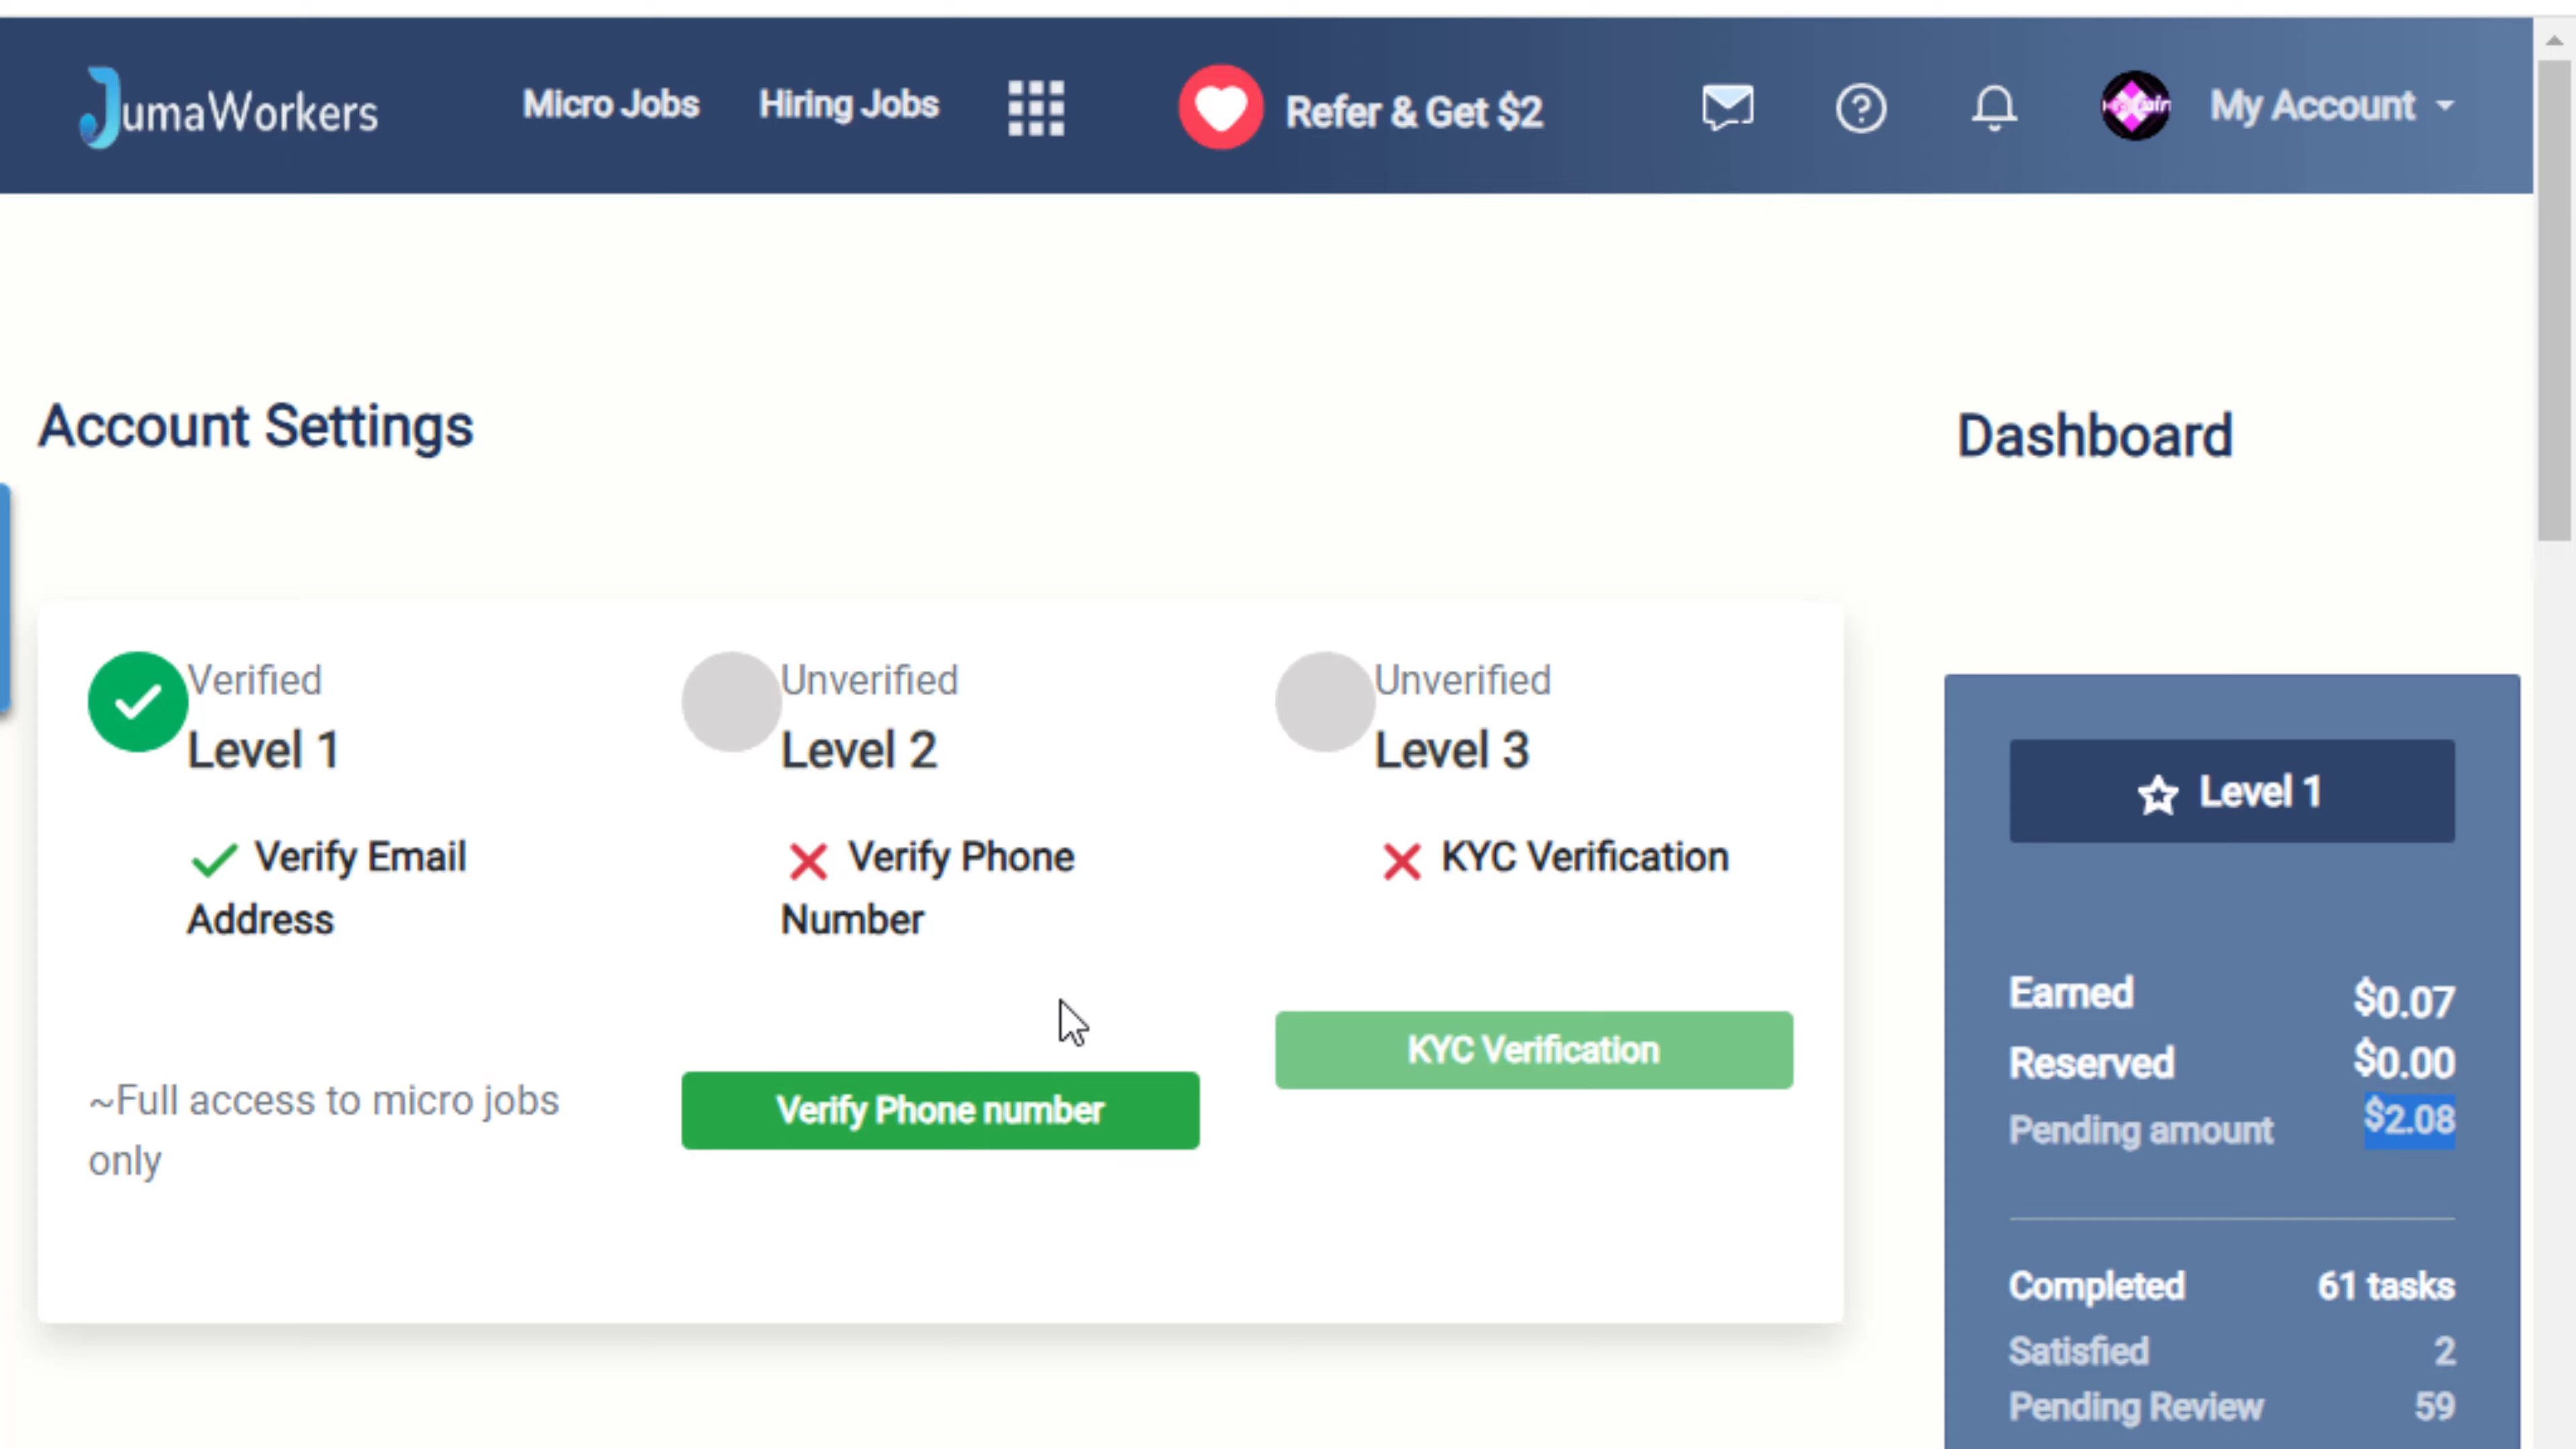 JumaWorkers
Micro Jobs
Hiring Jobs
Refer & Get $2
My Account
Account Settings
Dashboard
Verified
Level 1
Verify Email
Address
~Full access to micro jobs
only
Unverified
Level 2
Verify Phone
Number
Verify Phone number
Unverified
Level 3
KYC Verification
KYC Verification
Level 1
Earned $0.07
Reserved $0.00
Pending amount $2.08
Completed 61 tasks
Satisfied 2
Pending Review 59